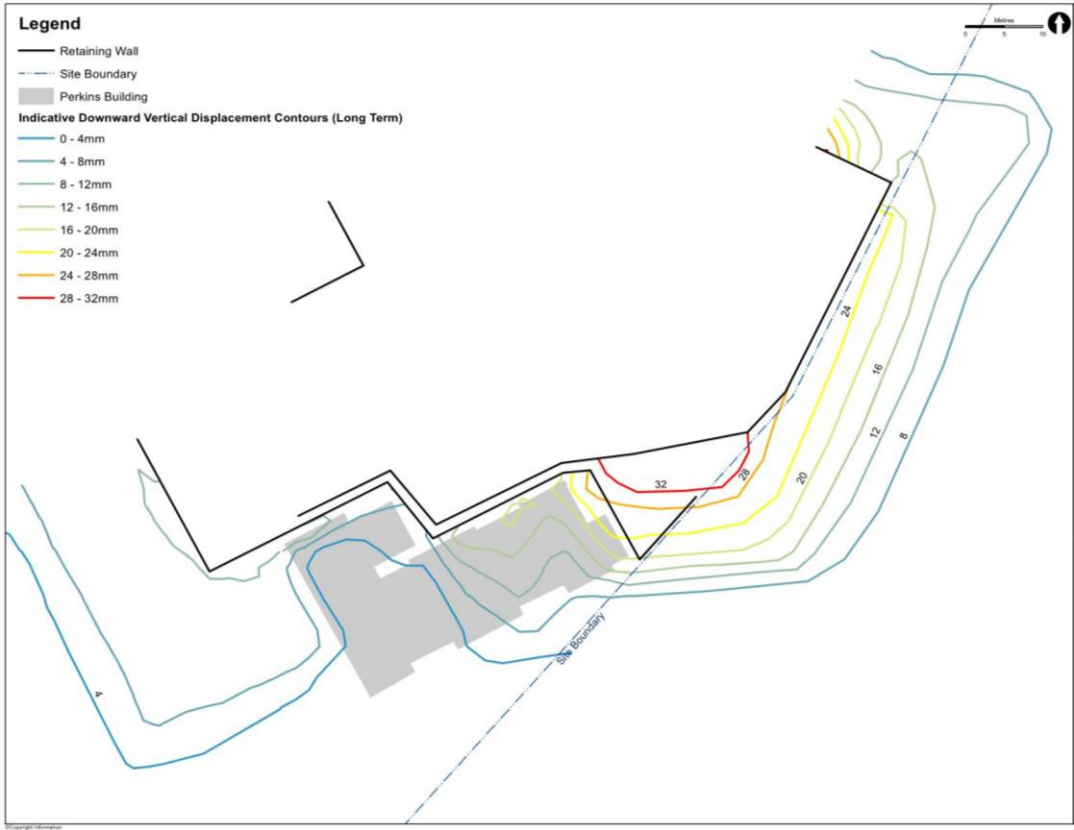 Legend
Retaining Wall
Site Boundary
Perkins Building
Indicative Downward Vertical Displacement Contours (Long Term)
0 - 4mm
4 - 8mm
8 - 12mm
12 - 16mm
16 - 20mm
20 - 24mm
24 - 28mm
28 - 32mm
Metres
0 5 10
24
16
12
8
20
28
32
4
Site Boundary
©Copyright Information